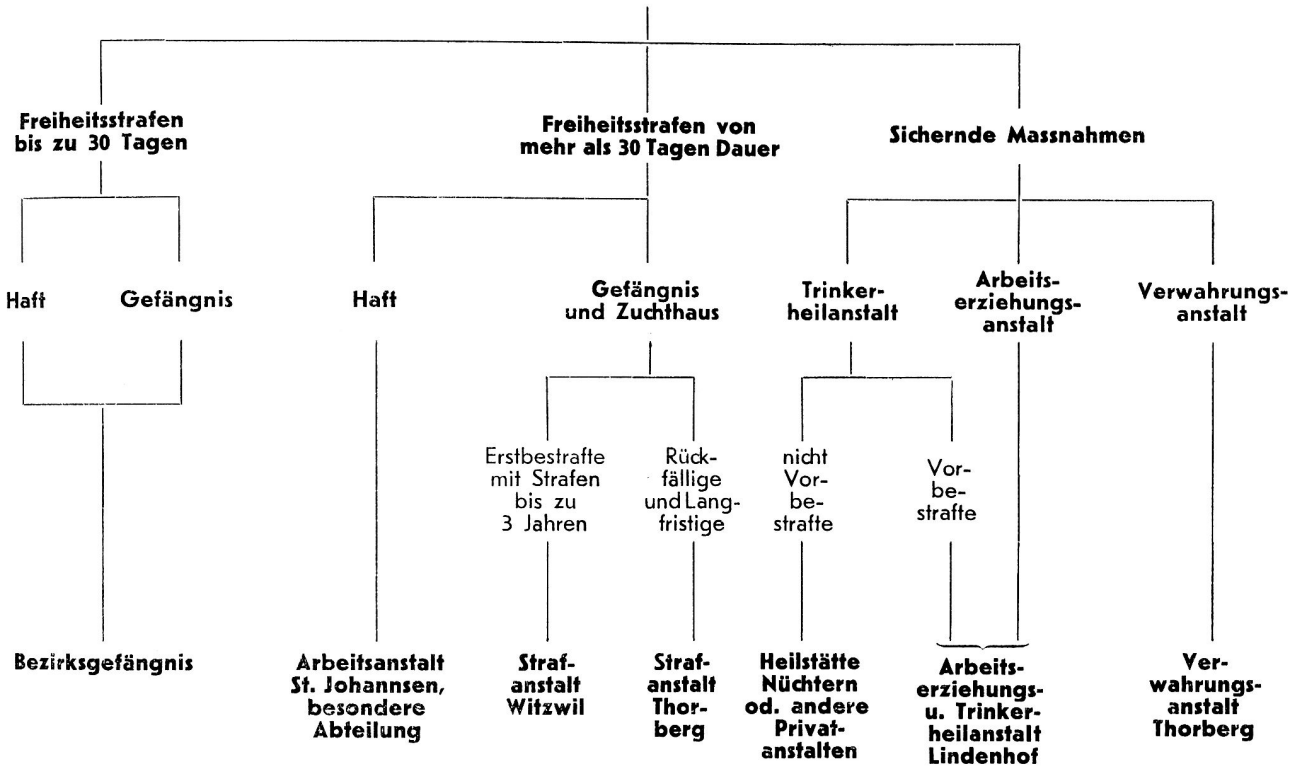 Freiheitsstrafen
bis zu 30 Tagen
Freiheitsstrafen von
mehr als 30 Tagen Dauer
Sichernde Massnahmen
Haft
Gefängnis
Haft
Gefängnis
und Zuchthaus
Trinker-
heilanstalt
Arbeits-
erziehungs-
anstalt
Verwahrungs-
anstalt
Erstbestrafte
mit Strafen
bis zu
3 Jahren
Rück-
fällige
und Lang-
fristige
nicht
Vor-
be-
strafte
Vor-
be-
strafte
Bezirksgefängnis
Arbeitsanstalt
St. Johannsen,
besondere
Abteilung
Straf-
anstalt
Witzwil
Straf-
anstalt
Thor-
berg
Heilstätte
Nüchtern
od. andere
Privat-
anstalten
Arbeits-
erziehungs-
u. Trinker-
heilanstalt
Lindenhof
Ver-
wahrungs-
anstalt
Thorberg